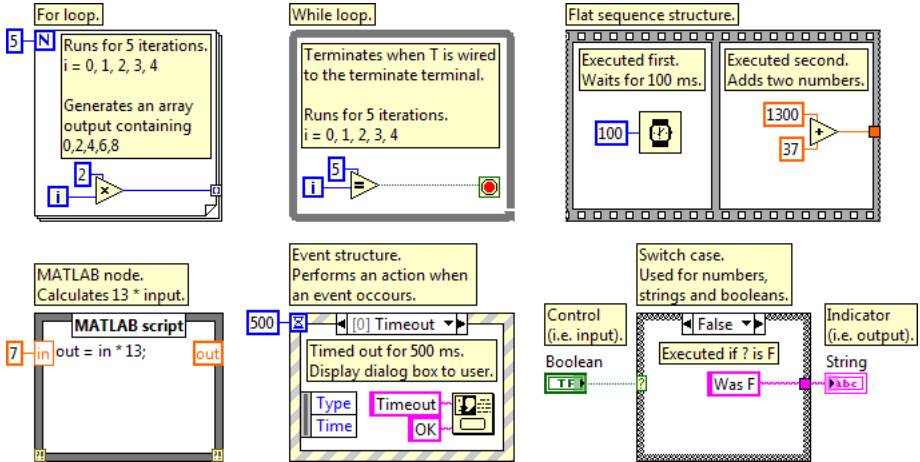 For loop.
5
N
Runs for 5 iterations.
i = 0, 1, 2, 3, 4
Generates an array
output containing
0,2,4,6,8
2
i
×
While loop.
Terminates when T is wired
to the terminate terminal.
Runs for 5 iterations.
i = 0, 1, 2, 3, 4
5
i
=
Flat sequence structure.
Executed first.
Waits for 100 ms.
100
Executed second.
Adds two numbers.
1300
37
+
MATLAB node.
Calculates 13 * input.
MATLAB script
7
in
out = in * 13;
out
Event structure.
Performs an action when
an event occours.
500
[0] Timeout
Timed out for 500 ms.
Display dialog box to user.
Type
Time
Timeout
OK
Switch case.
Used for numbers,
strings and booleans.
Control
(i.e. input).
Boolean
TF
False
Executed if ? is F
?
Was F
Indicator
(i.e. output).
String
abc